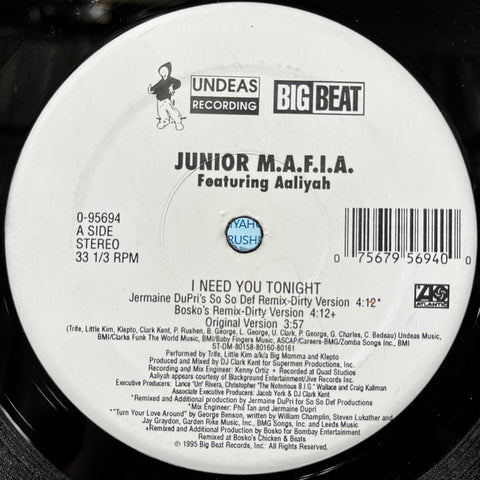 UNDEAS
RECORDING
BIG BEAT
JUNIOR M.A.F.I.A.
Featuring Aaliyah
0-95694
A SIDE
STEREO
33 1/3 RPM
YAHO
RUSHE
0 75679 56940 0
ATLANTIC
I NEED YOU TONIGHT
Jermaine DuPri's So So Def Remix-Dirty Version 4:12*
Bosko's Remix-Dirty Version 4:12+
Original Version 3:57
(Trife, Little Kim, Klepto, Clark Kent, P. Rushen, B. George, L. George, U. Clark, P. George, G. Charles, C. Bedeau) Undeas Music,
BMI/Clarks Funk The World Music, BMI/Baby Fingers Music, ASCAP/Careers-BMG/Zomba Songs Inc., BMI
ST-DM-80158-80160-80161
Performed by Trife, Little Kim a/k/a Big Momma and Klepto
Produced and Mixed by DJ Clark Kent for Supermen Productions, Inc.
Recording and Mix Engineer: Kenny Ortiz + Recorded at Quad Studios
Aaliyah appears courtesy of Blackground Entertainment/Jive Records Inc.
Executive Producers: Lance "Un" Rivera, Christopher "The Notorious B.I.G." Wallace and Craig Kallman
Associate Executive Producers: Jacob York & DJ Clark Kent
*Remixed and Additional production by Jermaine DuPri for So So Def Productions
*Mix Engineer: Phil Tan and Jermaine Dupri
*"Turn Your Love Around" by George Benson, written by William Champlin, Steven Lukather and
Jay Graydon, Garden Rike Music, Inc., BMG Songs, Inc. and Leeds Music
+Remixed and Additional Production by Bosko for Bombay Entertainment
Remixed at Bosko's Chicken & Beats
℗ 1995 Big Beat Records, Inc. All Rights Reserved.